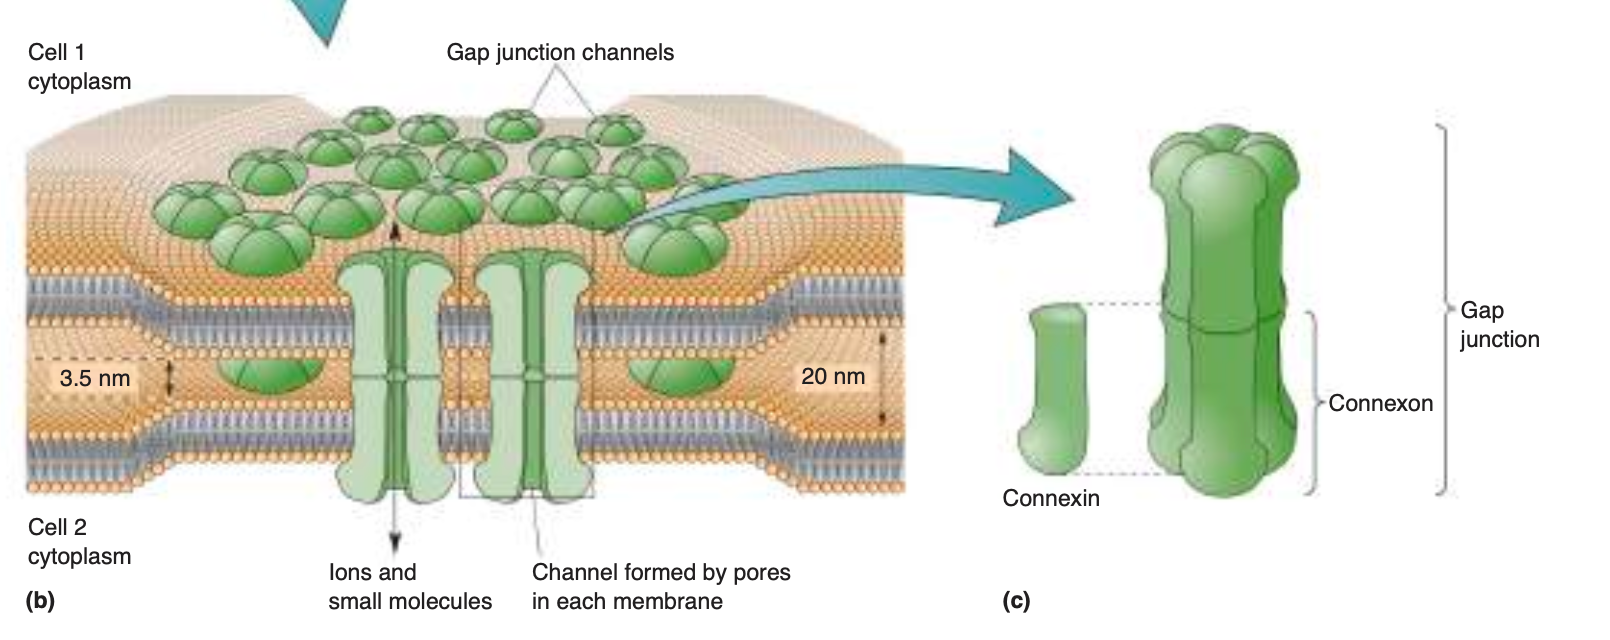 Cell 1
cytoplasm
Gap junction channels
3.5 nm
20 nm
Cell 2
cytoplasm
Ions and
small molecules
Channel formed by pores
in each membrane
(b)
Gap
junction
Connexon
Connexin
(c)